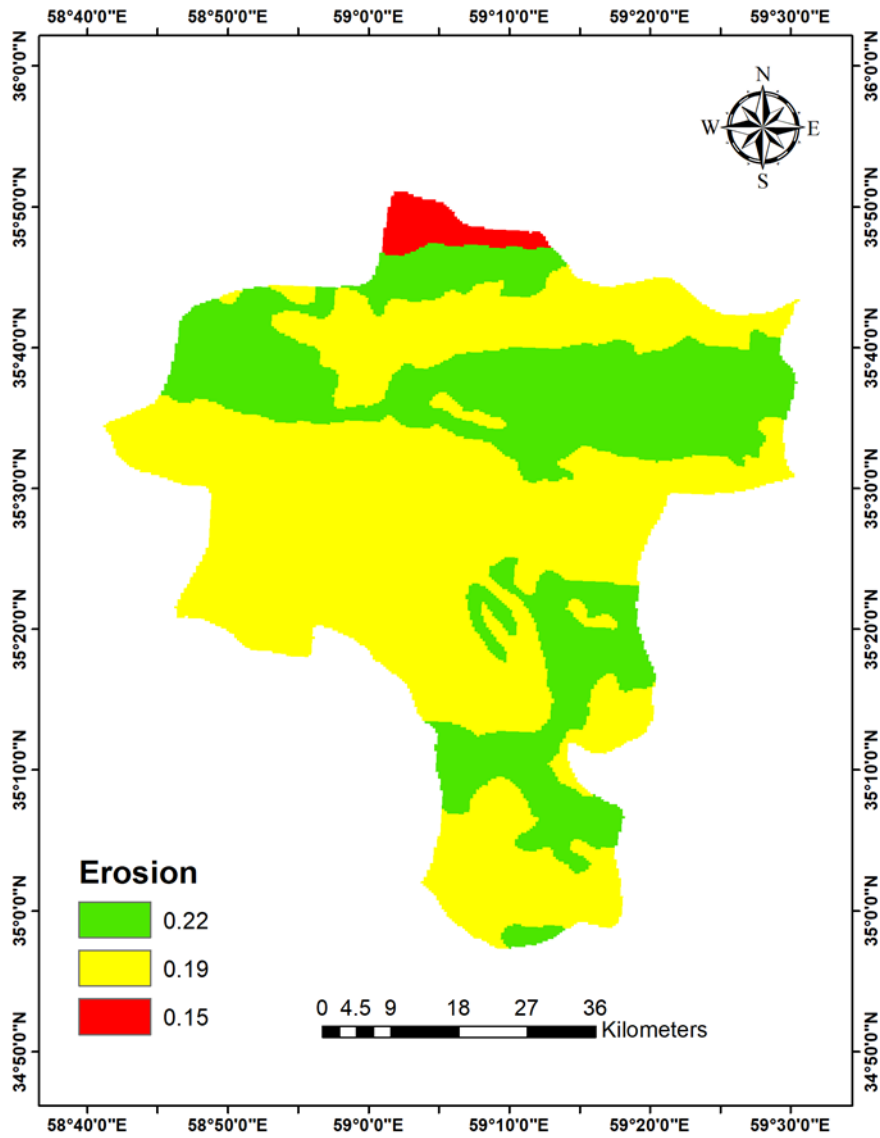 58°40'0"E 58°50'0"E 59°0'0"E 59°10'0"E 59°20'0"E 59°30'0"E
36°0'0"N 36°0'0"N
N
W E
S
35°50'0"N 35°50'0"N
35°40'0"N 35°40'0"N
35°30'0"N 35°30'0"N
35°20'0"N 35°20'0"N
35°10'0"N 35°10'0"N
35°0'0"N 35°0'0"N
34°50'0"N 34°50'0"N
Erosion
0.22
0.19
0.15
0 4.5 9 18 27 36
Kilometers
58°40'0"E 58°50'0"E 59°0'0"E 59°10'0"E 59°20'0"E 59°30'0"E